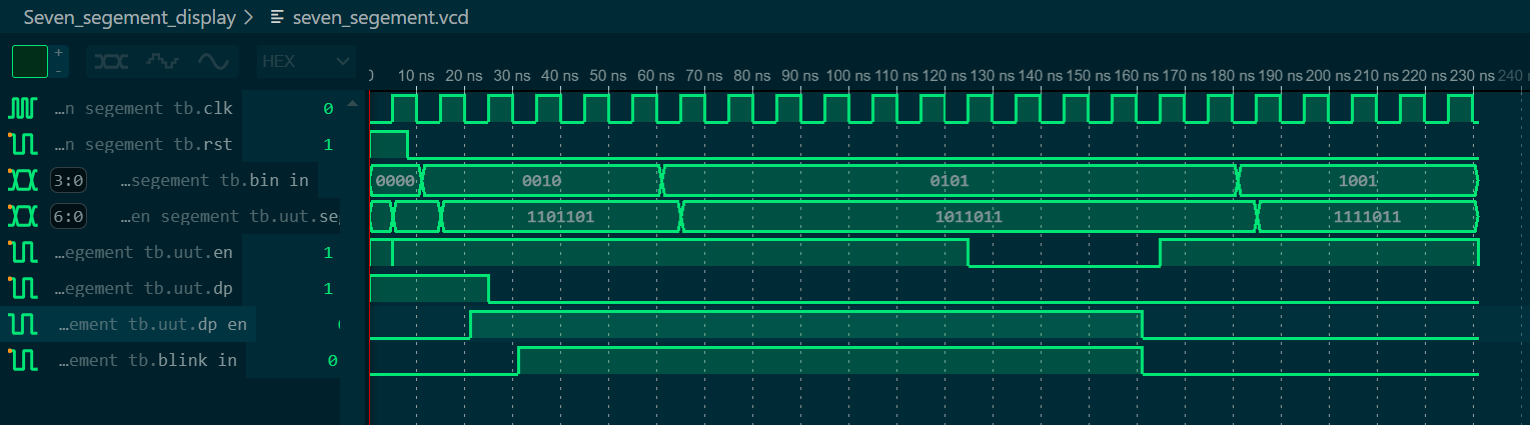 Seven_segement_display > seven_segement.vcd
+
-
HEX
0 10 ns 20 ns 30 ns 40 ns 50 ns 60 ns 70 ns 80 ns 90 ns 100 ns 110 ns 120 ns 130 ns 140 ns 150 ns 160 ns 170 ns 180 ns 190 ns 200 ns 210 ns 220 ns 230 ns 240
…n segement tb.clk 0
…n segement tb.rst 1
3:0 …segement tb.bin in 0000 0010 0101 1001
6:0 …en segement tb.uut.seg 1101101 1011011 1111011
…egement tb.uut.en 1
…egement tb.uut.dp 1
…ement tb.uut.dp en
…ement tb.blink in 0